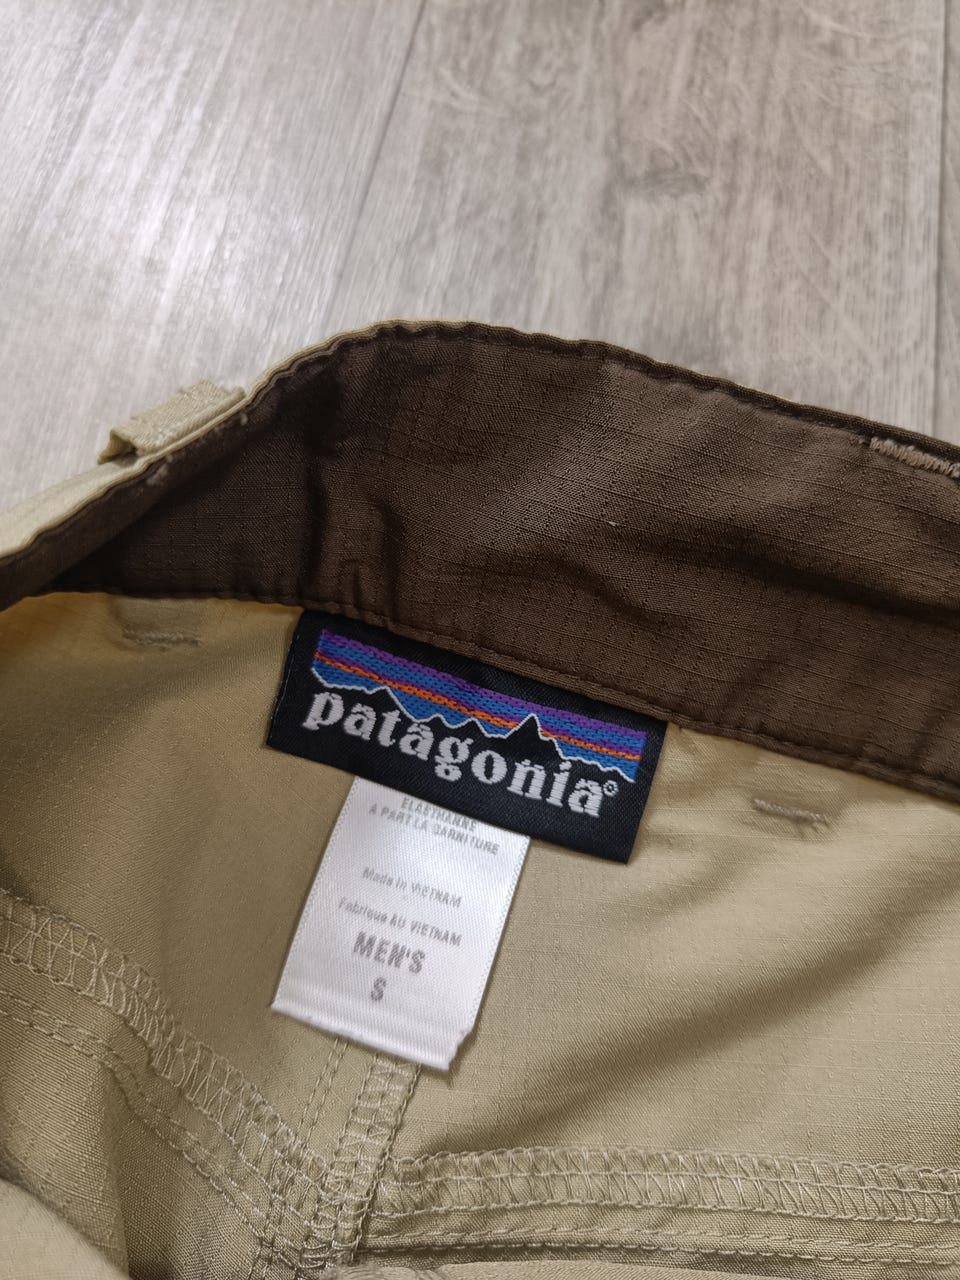 patagonia®
ELASTHANNE
À PART LA GARNITURE
Made in VIETNAM
Fabriqué AU VIETNAM
MEN'S
S